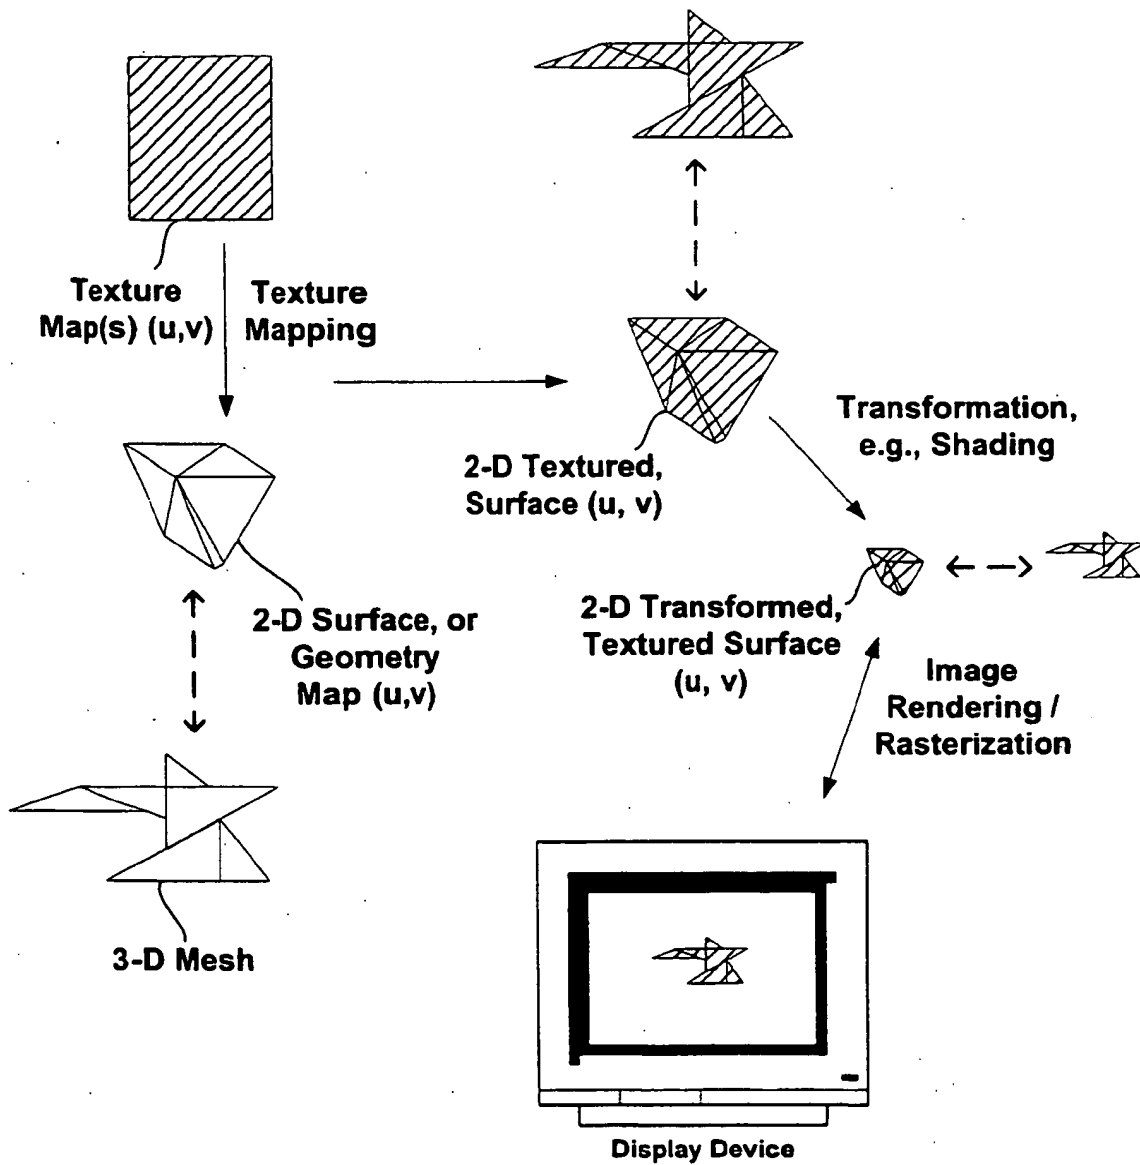 Texture
Map(s) (u,v)
Texture
Mapping
2-D Textured,
Surface (u, v)
Transformation,
e.g., Shading
2-D Surface, or
Geometry
Map (u,v)
2-D Transformed,
Textured Surface
(u, v)
Image
Rendering /
Rasterization
3-D Mesh
Display Device